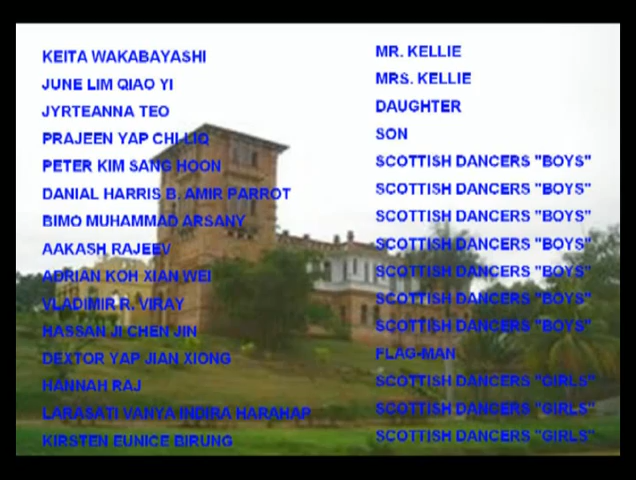 KEITA WAKABAYASHI MR. KELLIE
JUNE LIM QIAO YI MRS. KELLIE
JYRTEANNA TEO DAUGHTER
PRAJEEN YAP CHI LIQ SON
PETER KIM SANG HOON SCOTTISH DANCERS "BOYS"
DANIAL HARRIS B. AMIR PARROT SCOTTISH DANCERS "BOYS"
BIMO MUHAMMAD ARSANY SCOTTISH DANCERS "BOYS"
AAKASH RAJEEV SCOTTISH DANCERS "BOYS"
ADRIAN KOH XIAN WEI SCOTTISH DANCERS "BOYS"
VLADIMIR R. VIRAY SCOTTISH DANCERS "BOYS"
HASSAN JI CHEN JIN SCOTTISH DANCERS "BOYS"
DEXTOR YAP JIAN XIONG FLAG-MAN
HANNAH RAJ SCOTTISH DANCERS "GIRLS"
LARASATI VANYA INDIRA HARAHAP SCOTTISH DANCERS "GIRLS"
KIRSTEN EUNICE BIRUNG SCOTTISH DANCERS "GIRLS"